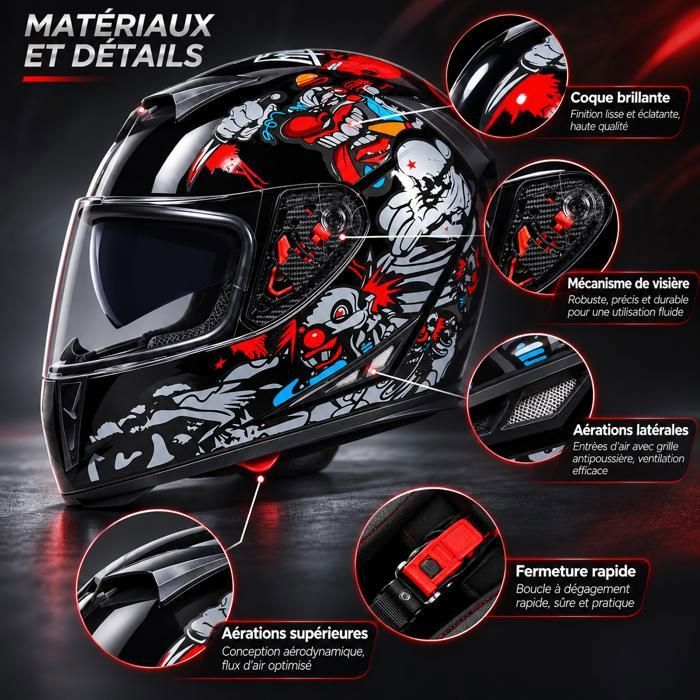 MATÉRIAUX
ET DÉTAILS
Coque brillante
Finition lisse et éclatante,
haute qualité
Mécanisme de visière
Robuste, précis et durable
pour une utilisation fluide
Aérations latérales
Entrées d'air avec grille
antipoussière, ventilation
efficace
Fermeture rapide
Boucle à dégagement
rapide, sûre et pratique
Aérations supérieures
Conception aérodynamique,
flux d'air optimisé